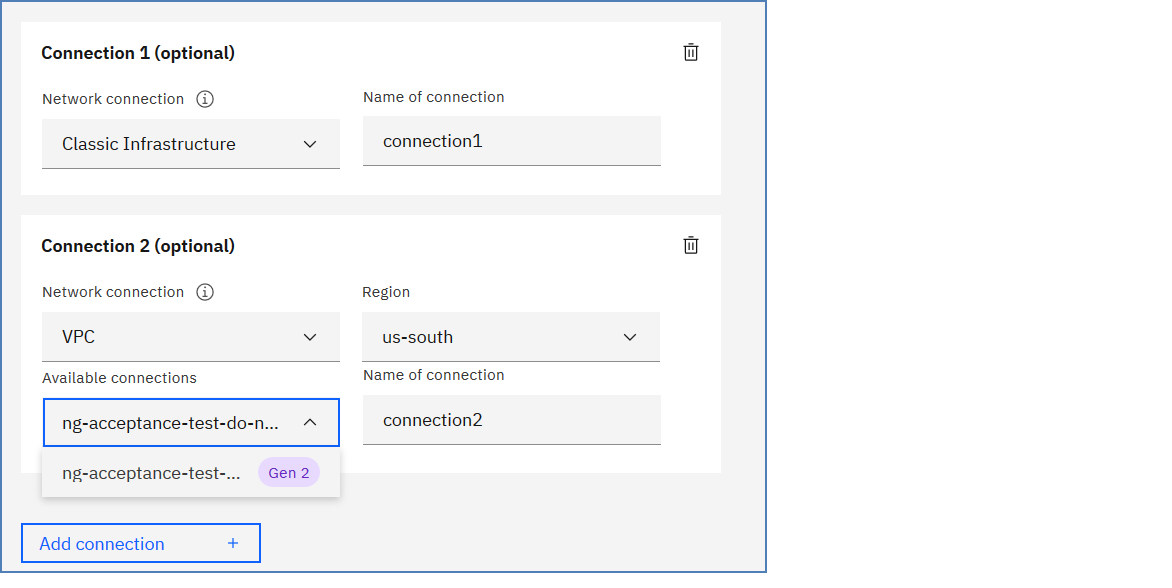 Connection 1 (optional)
Network connection
Name of connection
Classic Infrastructure
connection1
Connection 2 (optional)
Network connection
Region
VPC
us-south
Available connections
Name of connection
ng-acceptance-test-do-n...
connection2
ng-acceptance-test-...
Gen 2
Add connection +